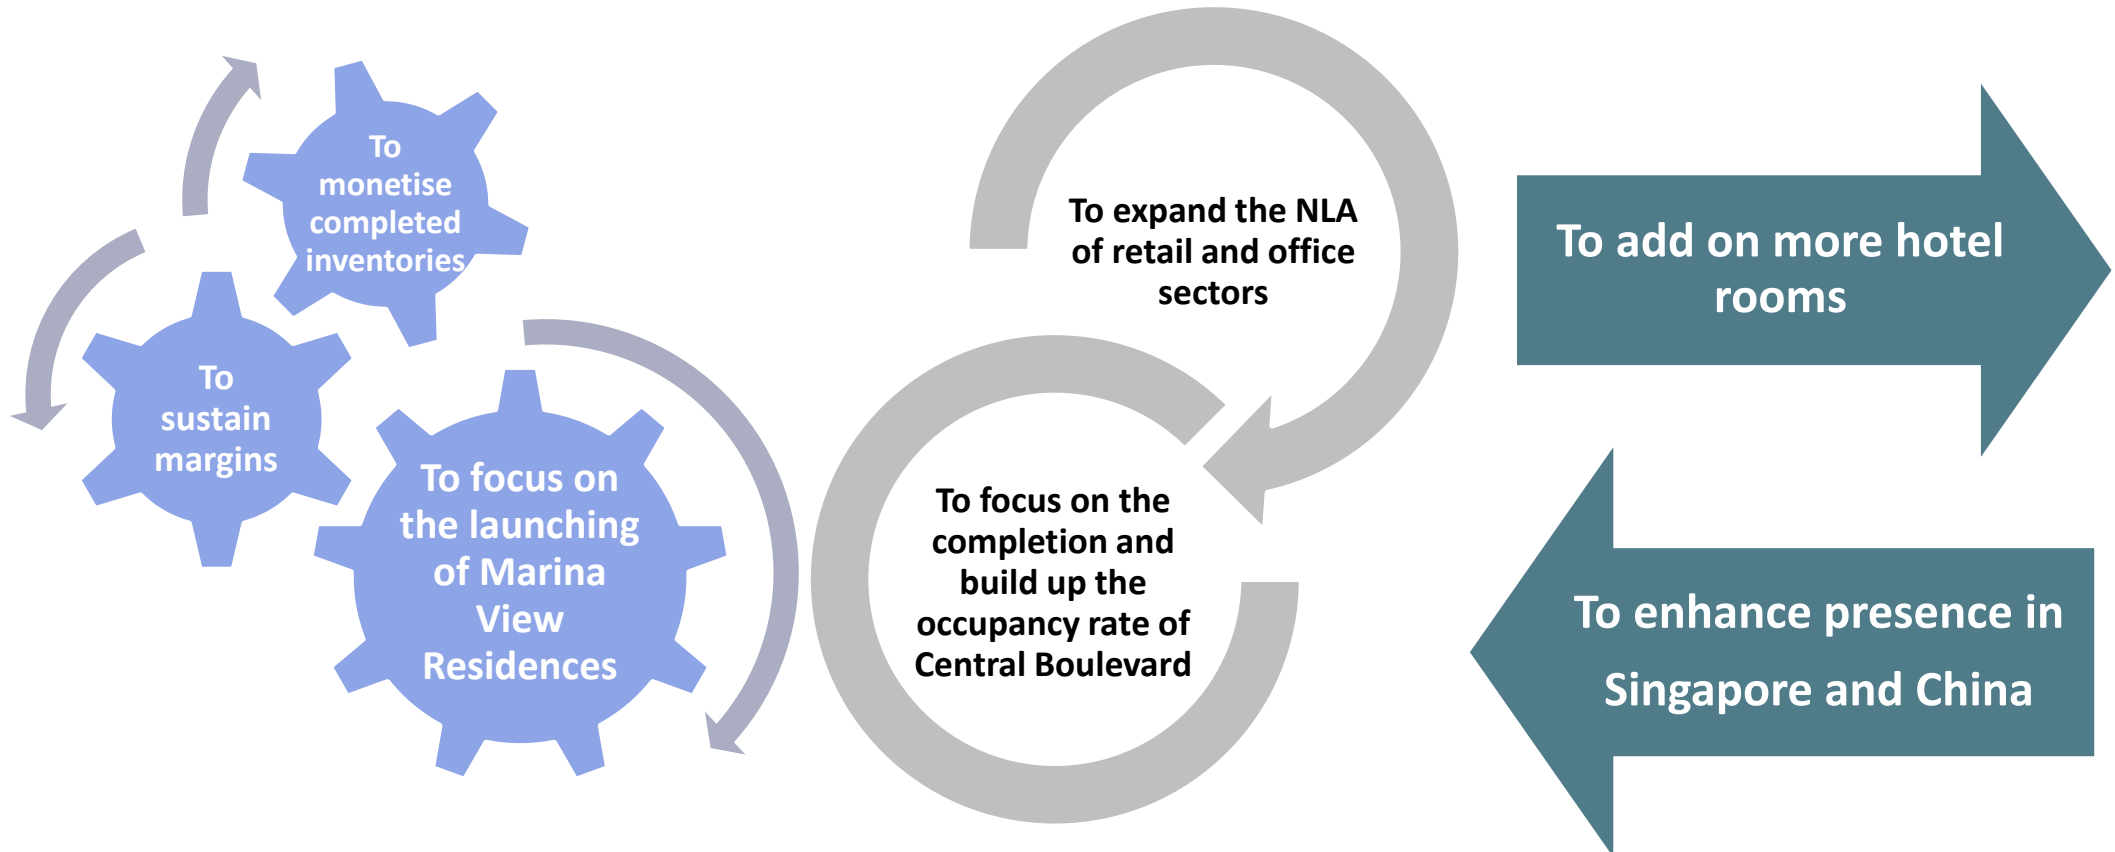 To
monetise
completed
inventories
To
sustain
margins
To focus on
the launching
of Marina
View
Residences
To expand the NLA
of retail and office
sectors
To focus on the
completion and
build up the
occupancy rate of
Central Boulevard
To add on more hotel
rooms
To enhance presence in
Singapore and China